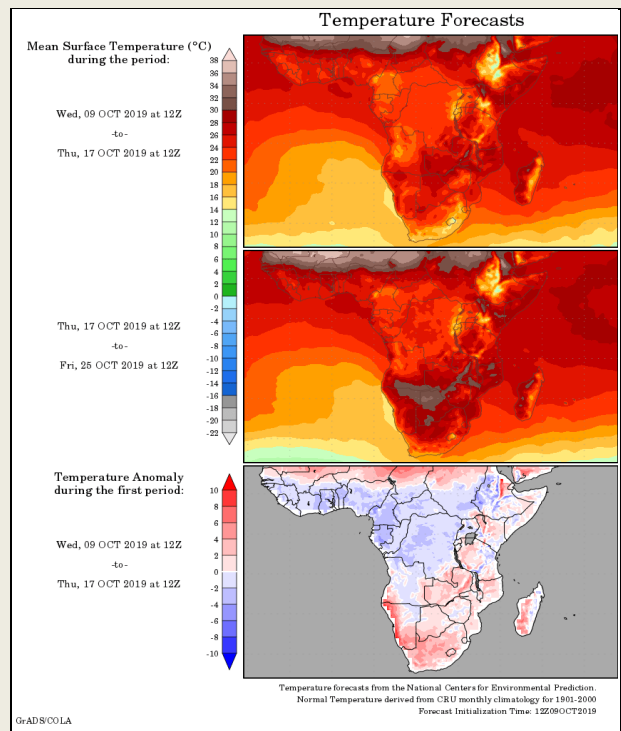 Temperature Forecasts
Mean Surface Temperature (°C)
during the period:
38
36
34
32
30
28
26
24
22
20
18
16
14
12
10
8
6
4
2
0
-2
-4
-6
-8
-10
-12
-14
-16
-18
-20
-22
Wed, 09 OCT 2019 at 12Z
-to-
Thu, 17 OCT 2019 at 12Z
Thu, 17 OCT 2019 at 12Z
-to-
Fri, 25 OCT 2019 at 12Z
Temperature Anomaly
during the first period:
10
8
6
4
2
0
-2
-4
-6
-8
-10
Wed, 09 OCT 2019 at 12Z
-to-
Thu, 17 OCT 2019 at 12Z
Temperature forecasts from the National Centers for Environmental Prediction.
Normal Temperature derived from CRU monthly climatology for 1901-2000
Forecast Initialization Time: 12Z09OCT2019
GrADS/COLA